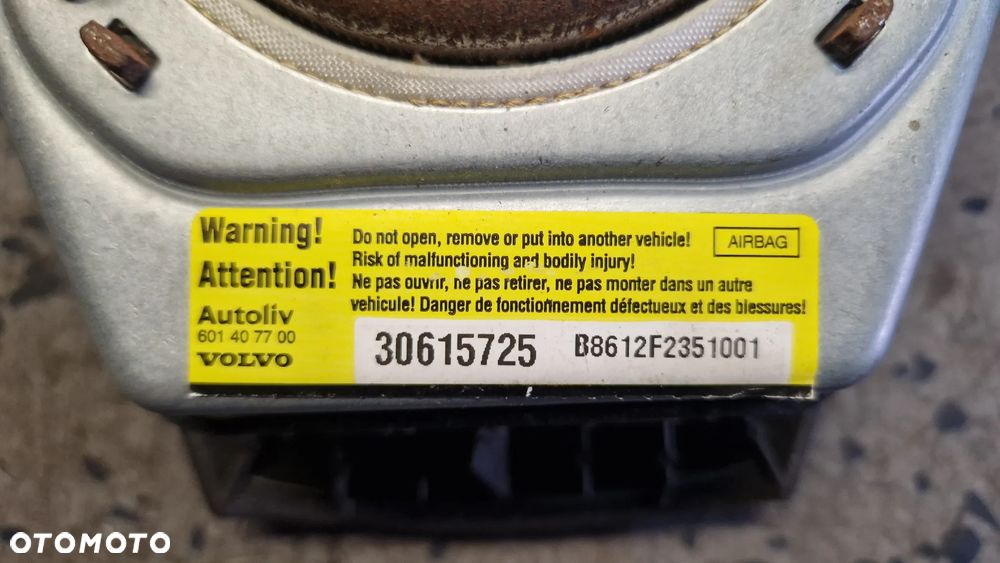 Warning!
Attention!
Do not open, remove or put into another vehicle!
Risk of malfunctioning and bodily injury!
Ne pas ouvrir, ne pas retirer, ne pas monter dans un autre
vehicule! Danger de fonctionnement défectueux et des blessures!
AIRBAG
Autoliv
601 40 77 00
VOLVO
30615725
B8612F2351001
OTOMOTO